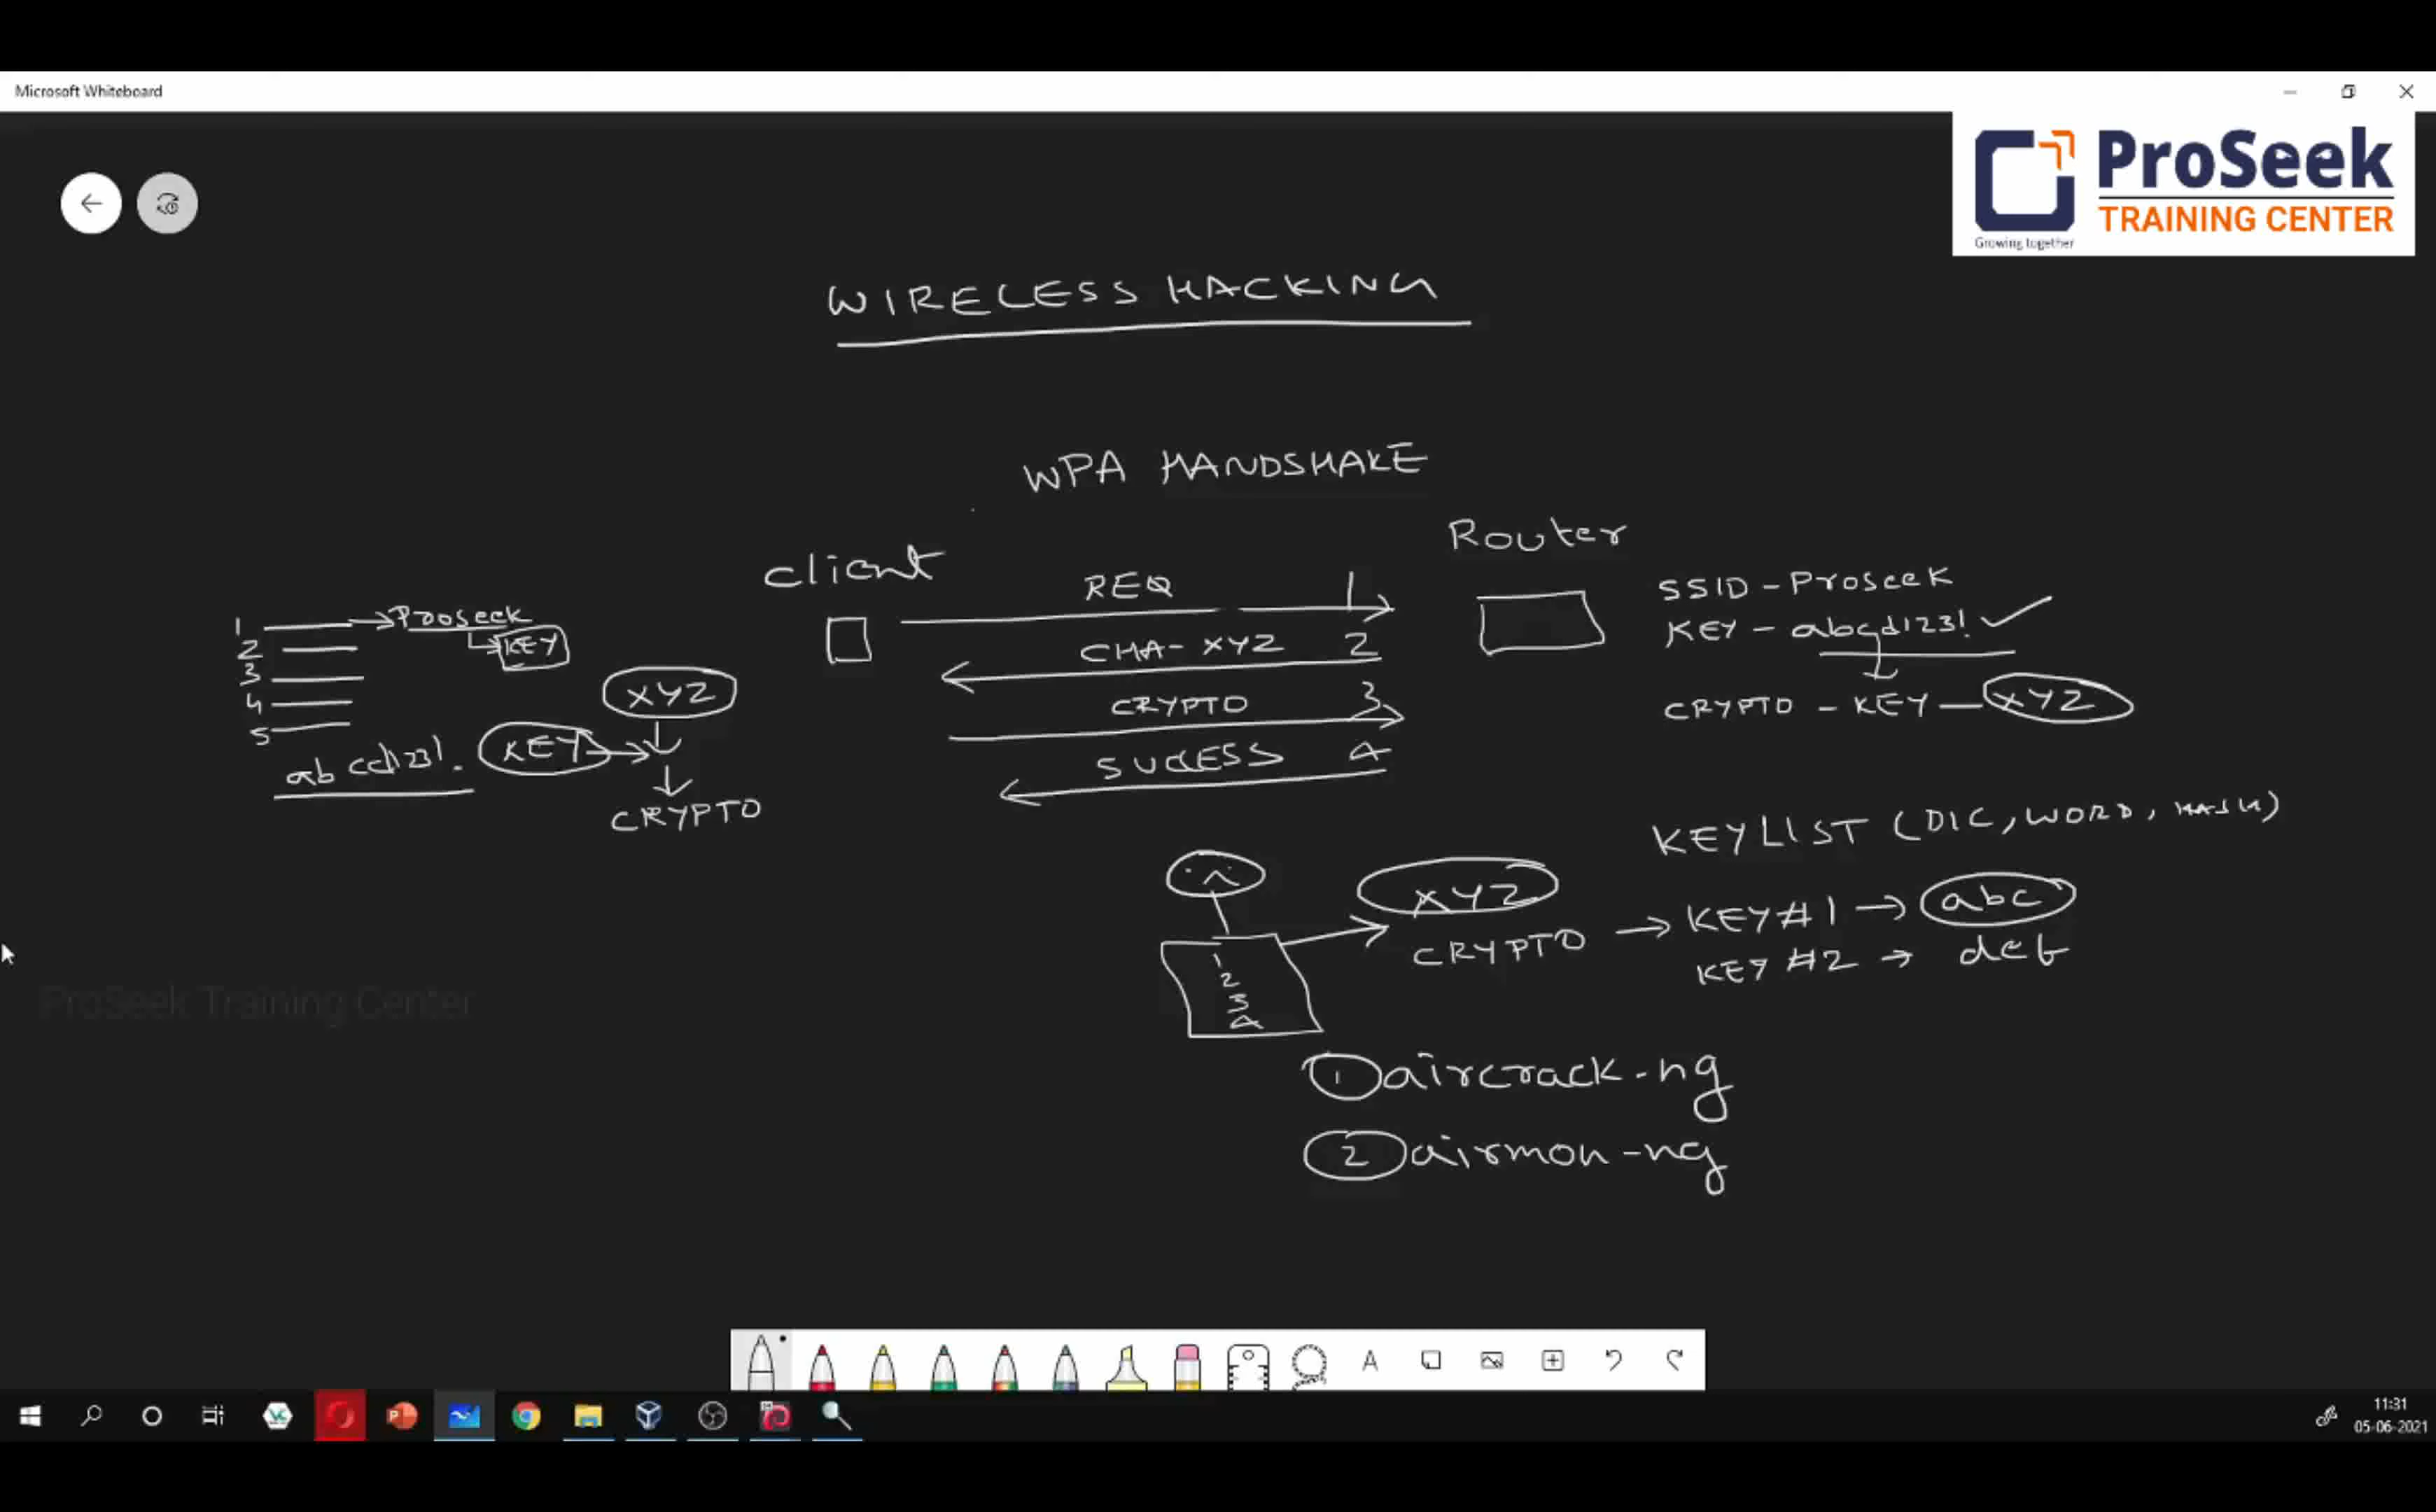 Microsoft Whiteboard
ProSeek
TRAINING CENTER
Growing together
WIRELESS HACKING
WPA HANDSHAKE
client
Router
REQ 1
CHA- XYZ 2
CRYPTO 3
SUCCESS 4
SSID - Proseek
KEY - abcd123!
CRYPTO - KEY - XYZ
1 → Proseek
KEY
2
3
4
5
abccd123!.
KEY →
XYZ
CRYPTO
KEYLIST (DIC, WORD, HASH)
XYZ
CRYPTO → KEY#1 → abc
KEY #2 → def
1
2
3
4
ProSeek Training Center
1 aircrack-ng
2 airmon-ng
A
11:31
05-06-2021